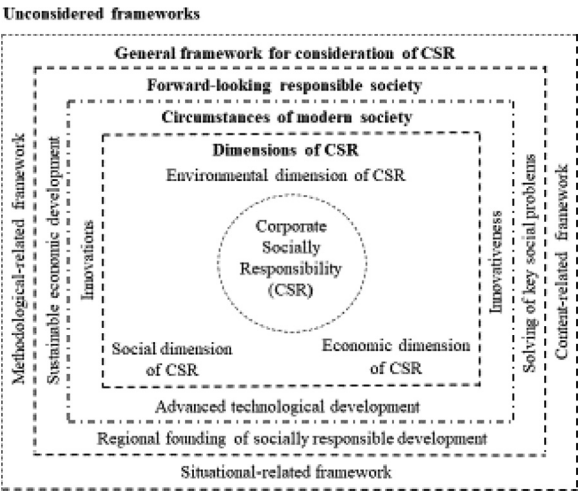 Unconsidered frameworks
General framework for consideration of CSR
Forward-looking responsible society
Circumstances of modern society
Dimensions of CSR
Environmental dimension of CSR
Methodological-related framework
Sustainable economic development
Innovations
Corporate
Socially
Responsibility
(CSR)
Innovativeness
Solving of key social problems
Content-related framework
Social dimension
of CSR
Economic dimension
of CSR
Advanced technological development
Regional founding of socially responsible development
Situational-related framework